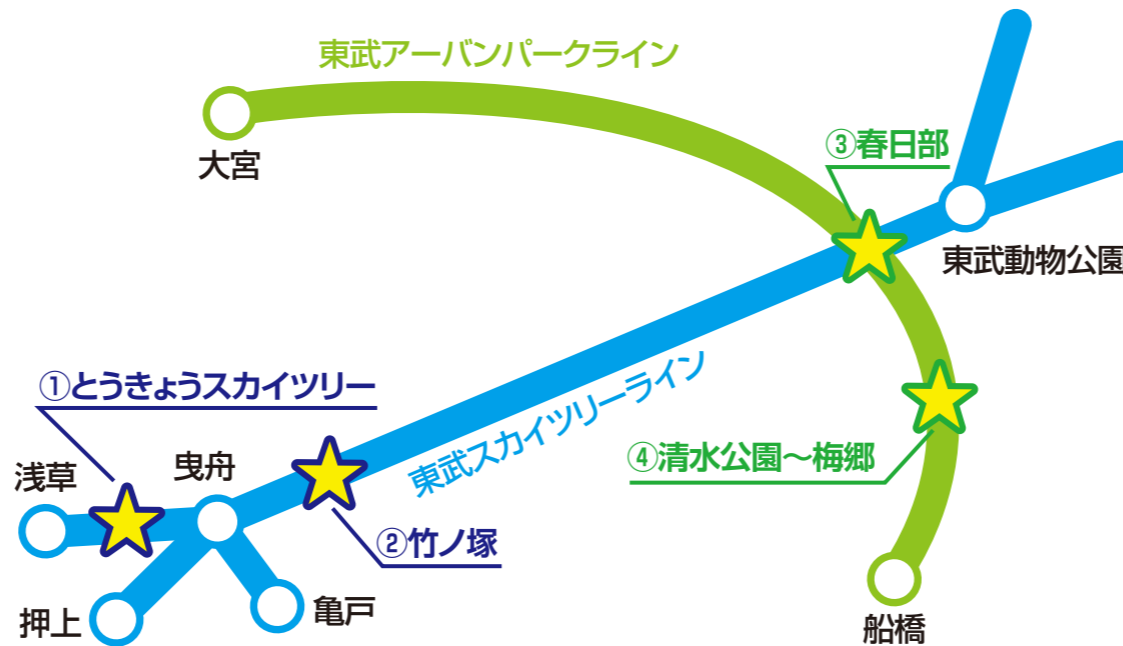 東武アーバンパークライン
大宮
③春日部
東武動物公園
①とうきょうスカイツリー
東武スカイツリーライン
④清水公園～梅郷
浅草
曳舟
②竹ノ塚
押上
亀戸
船橋